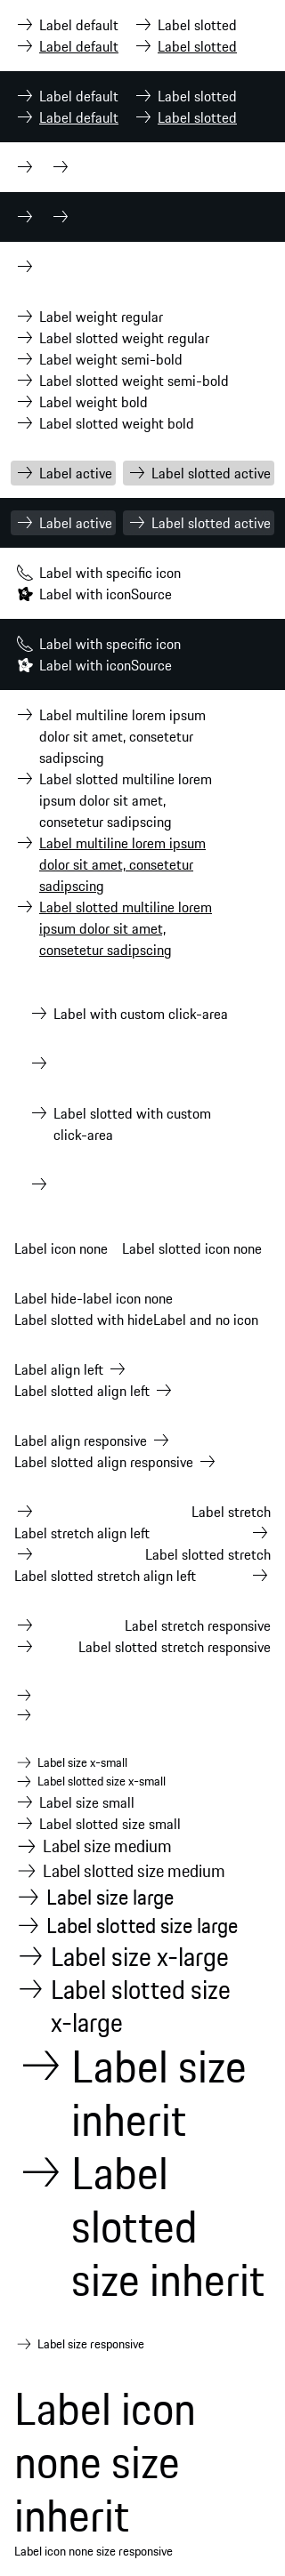 Label default Label slotted
Label default Label slotted
Label default Label slotted
Label default Label slotted
Label weight regular
Label slotted weight regular
Label weight semi-bold
Label slotted weight semi-bold
Label weight bold
Label slotted weight bold
Label active Label slotted active
Label active Label slotted active
Label with specific icon
Label with iconSource
Label with specific icon
Label with iconSource
Label multiline lorem ipsum
dolor sit amet, consetetur
sadipscing
Label slotted multiline lorem
ipsum dolor sit amet,
consetetur sadipscing
Label multiline lorem ipsum
dolor sit amet, consetetur
sadipscing
Label slotted multiline lorem
ipsum dolor sit amet,
consetetur sadipscing
Label with custom click-area
Label slotted with custom
click-area
Label icon none Label slotted icon none
Label hide-label icon none
Label slotted with hideLabel and no icon
Label align left
Label slotted align left
Label align responsive
Label slotted align responsive
Label stretch
Label stretch align left
Label slotted stretch
Label slotted stretch align left
Label stretch responsive
Label slotted stretch responsive
Label size x-small
Label slotted size x-small
Label size small
Label slotted size small
Label size medium
Label slotted size medium
Label size large
Label slotted size large
Label size x-large
Label slotted size
x-large
Label size
inherit
Label
slotted
size inherit
Label size responsive
Label icon
none size
inherit
Label icon none size responsive